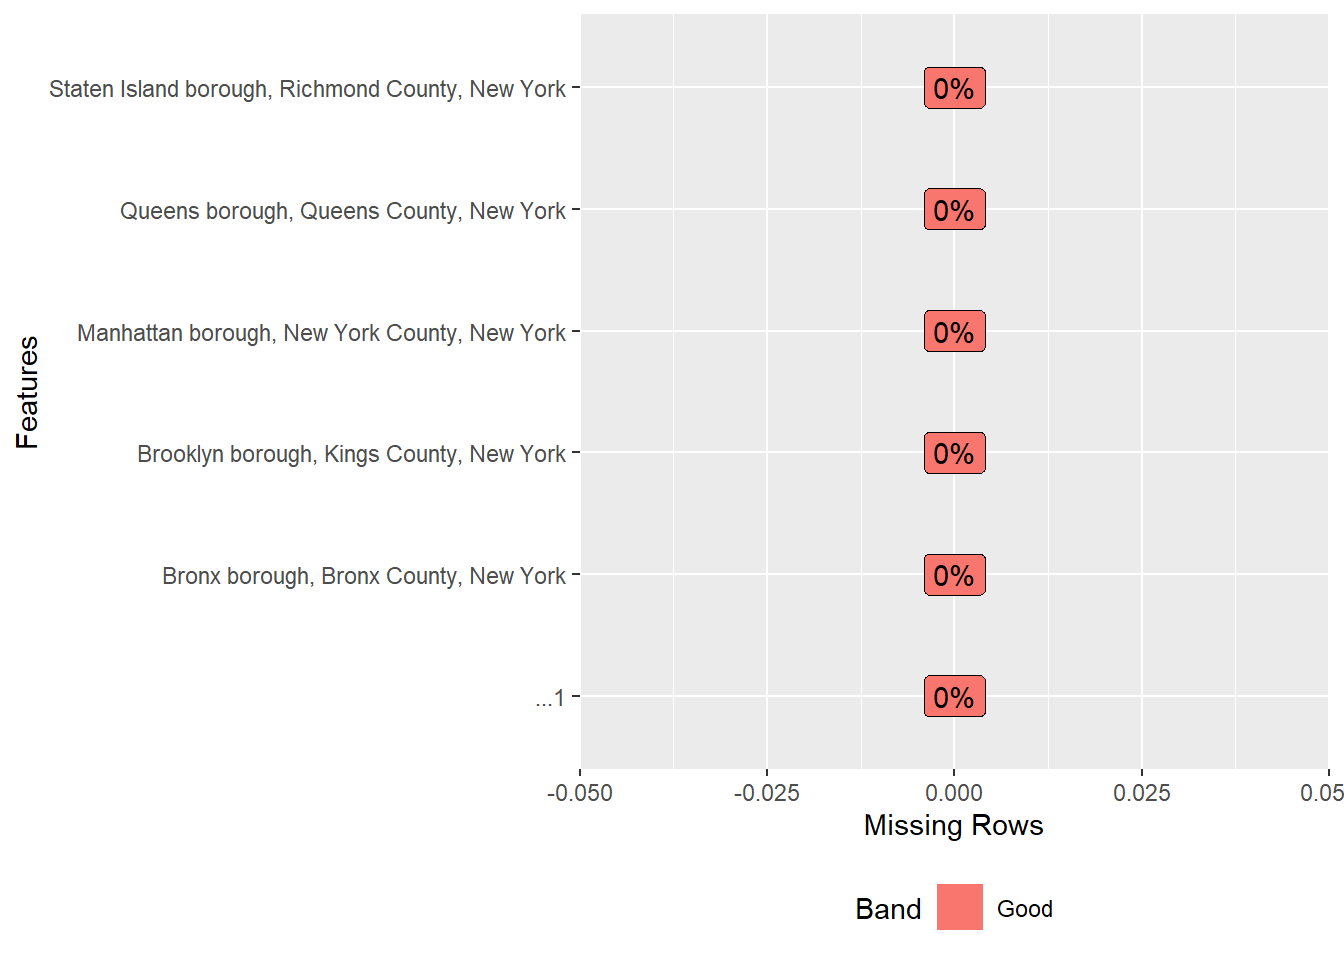 Features
Staten Island borough, Richmond County, New York
0%
Queens borough, Queens County, New York
0%
Manhattan borough, New York County, New York
0%
Brooklyn borough, Kings County, New York
0%
Bronx borough, Bronx County, New York
0%
...1
0%
-0.050 -0.025 0.000 0.025 0.05
Missing Rows
Band Good